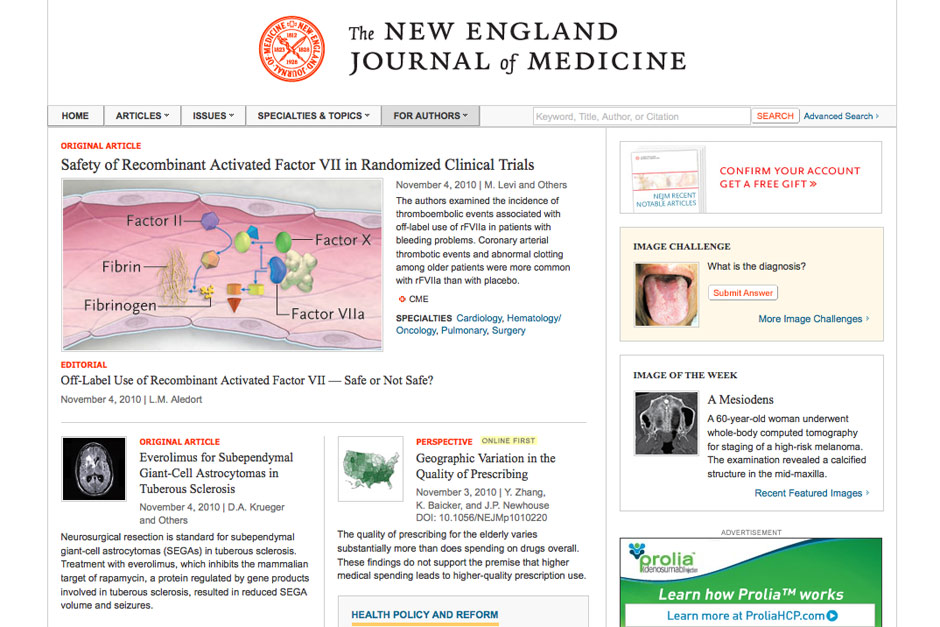 NEW ENGLAND JOURNAL OF MEDICINE
1812
1823
1828
1928
The NEW ENGLAND
JOURNAL of MEDICINE
HOME
ARTICLES
ISSUES
SPECIALTIES & TOPICS
FOR AUTHORS
Keyword, Title, Author, or Citation
SEARCH
Advanced Search
ORIGINAL ARTICLE
Safety of Recombinant Activated Factor VII in Randomized Clinical Trials
Factor II
Factor X
Fibrin
Fibrinogen
Factor VIIa
November 4, 2010 | M. Levi and Others
The authors examined the incidence of
thromboembolic events associated with
off-label use of rFVIIa in patients with
bleeding problems. Coronary arterial
thrombotic events and abnormal clotting
among older patients were more common
with rFVIIa than with placebo.
CME
SPECIALTIES Cardiology, Hematology/
Oncology, Pulmonary, Surgery
EDITORIAL
Off-Label Use of Recombinant Activated Factor VII — Safe or Not Safe?
November 4, 2010 | L.M. Aledort
ORIGINAL ARTICLE
Everolimus for Subependymal
Giant-Cell Astrocytomas in
Tuberous Sclerosis
November 4, 2010 | D.A. Krueger
and Others
Neurosurgical resection is standard for subependymal
giant-cell astrocytomas (SEGAs) in tuberous sclerosis.
Treatment with everolimus, which inhibits the mammalian
target of rapamycin, a protein regulated by gene products
involved in tuberous sclerosis, resulted in reduced SEGA
volume and seizures.
PERSPECTIVE ONLINE FIRST
Geographic Variation in the
Quality of Prescribing
November 3, 2010 | Y. Zhang,
K. Baicker, and J.P. Newhouse
DOI: 10.1056/NEJMp1010220
The quality of prescribing for the elderly varies
substantially more than does spending on drugs overall.
These findings do not support the premise that higher
medical spending leads to higher-quality prescription use.
HEALTH POLICY AND REFORM
NEJM RECENT
NOTABLE ARTICLES
CONFIRM YOUR ACCOUNT
GET A FREE GIFT »
IMAGE CHALLENGE
What is the diagnosis?
Submit Answer
More Image Challenges ›
IMAGE OF THE WEEK
A Mesiodens
A 60-year-old woman underwent
whole-body computed tomography
for staging of a high-risk melanoma.
The examination revealed a calcified
structure in the mid-maxilla.
Recent Featured Images ›
ADVERTISEMENT
prolia
denosumab injection
Learn how Prolia™ works
Learn more at ProliaHCP.com